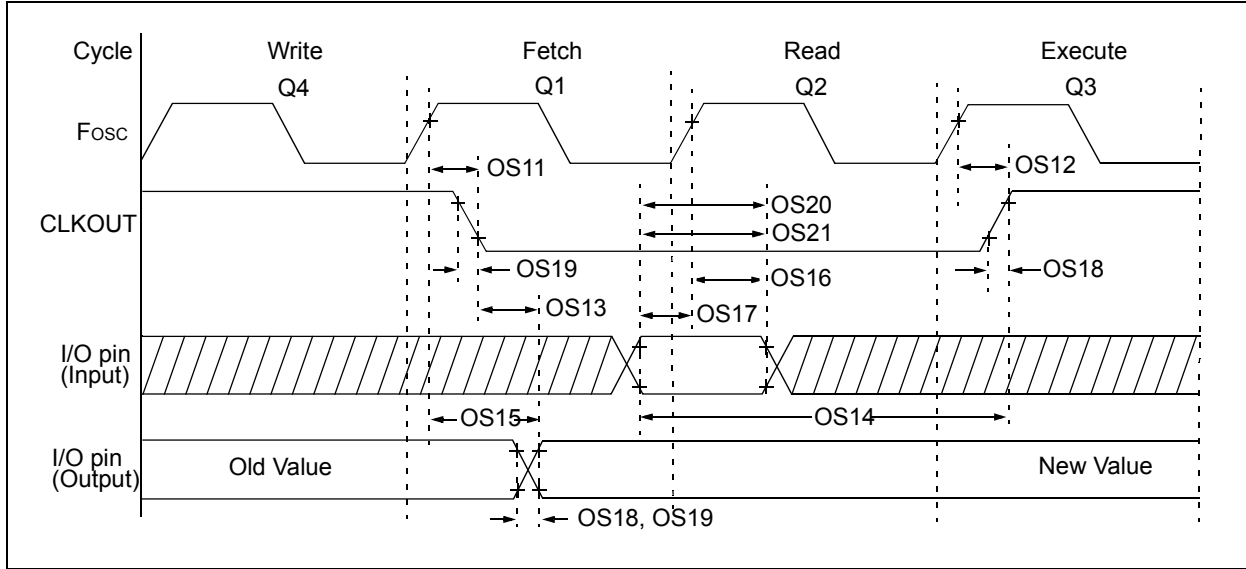 Cycle Write Fetch Read Execute
Q4 Q1 Q2 Q3
Fosc
OS11 OS12
OS20
CLKOUT
OS21
OS19 OS16 OS18
OS13 OS17
I/O pin
(Input)
OS15 OS14
I/O pin
(Output)
Old Value New Value
OS18, OS19